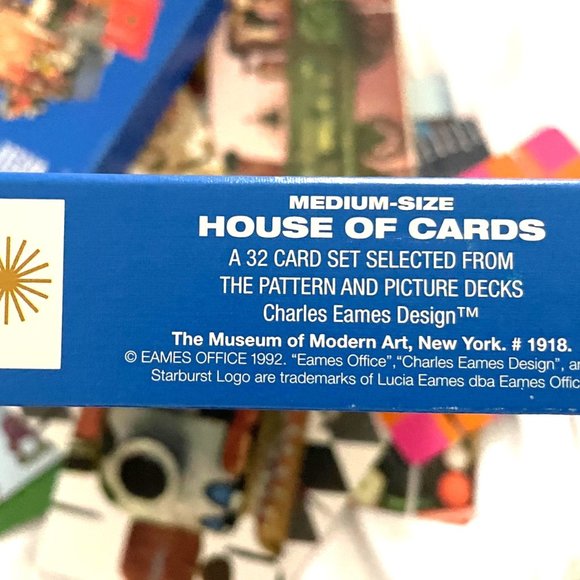 MEDIUM-SIZE
HOUSE OF CARDS
A 32 CARD SET SELECTED FROM
THE PATTERN AND PICTURE DECKS
Charles Eames Design™
The Museum of Modern Art, New York. # 1918.
© EAMES OFFICE 1992. “Eames Office”,“Charles Eames Design”,
Starburst Logo are trademarks of Lucia Eames dba Eames